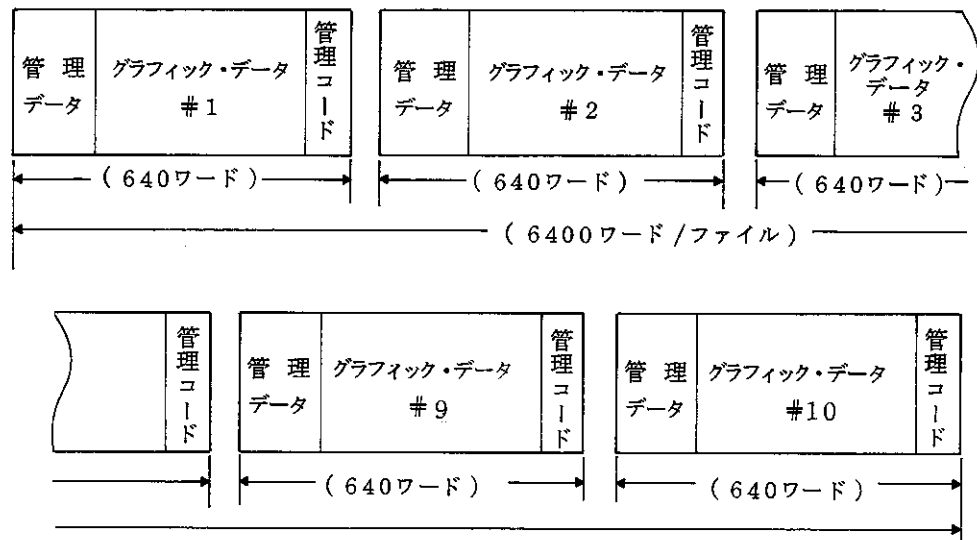 管理データ
グラフィック・データ
#1
管理コード
管理データ
グラフィック・データ
#2
管理コード
管理データ
グラフィック・データ
#3
(640ワード)
(640ワード)
(640ワード)
(6400ワード/ファイル)
管理コード
管理データ
グラフィック・データ
#9
管理コード
管理データ
グラフィック・データ
#10
管理コード
(640ワード)
(640ワード)